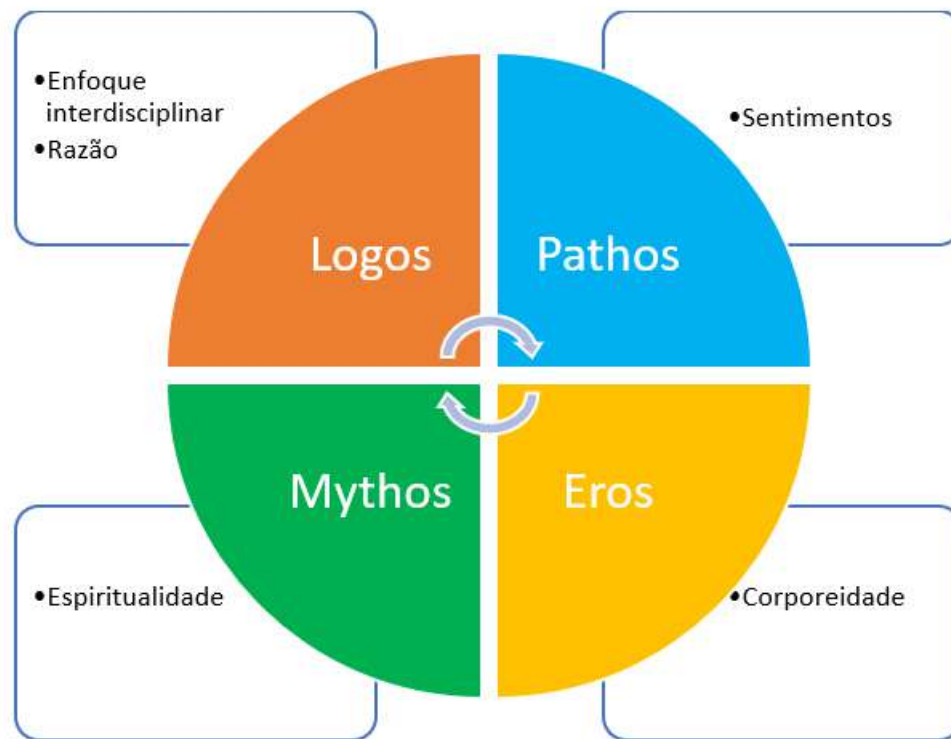 •Enfoque
interdisciplinar
•Razão
•Sentimentos
Logos
Pathos
Mythos
Eros
•Espiritualidade
•Corporeidade